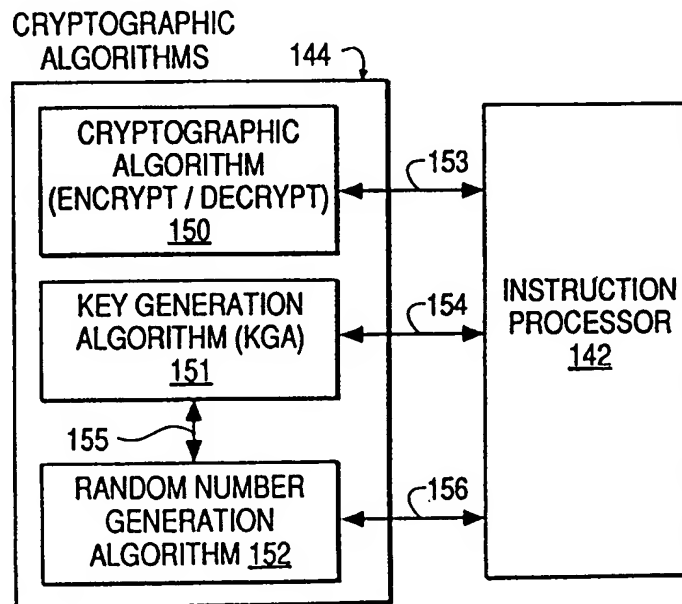 CRYPTOGRAPHIC
ALGORITHMS
144
CRYPTOGRAPHIC
ALGORITHM
(ENCRYPT / DECRYPT)
150
153
KEY GENERATION
ALGORITHM (KGA)
151
154
INSTRUCTION
PROCESSOR
142
155
RANDOM NUMBER
GENERATION
ALGORITHM 152
156